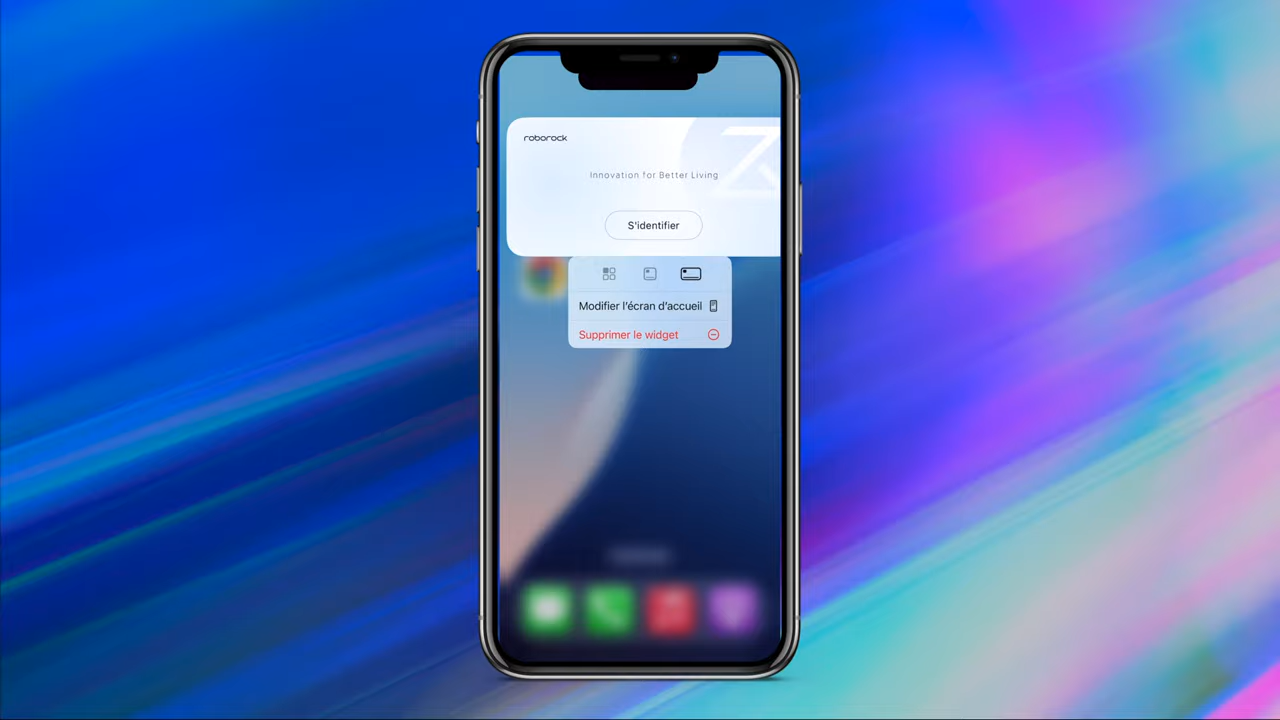 roborock
Innovation for Better Living
S'identifier
Modifier l'écran d'accueil
Supprimer le widget